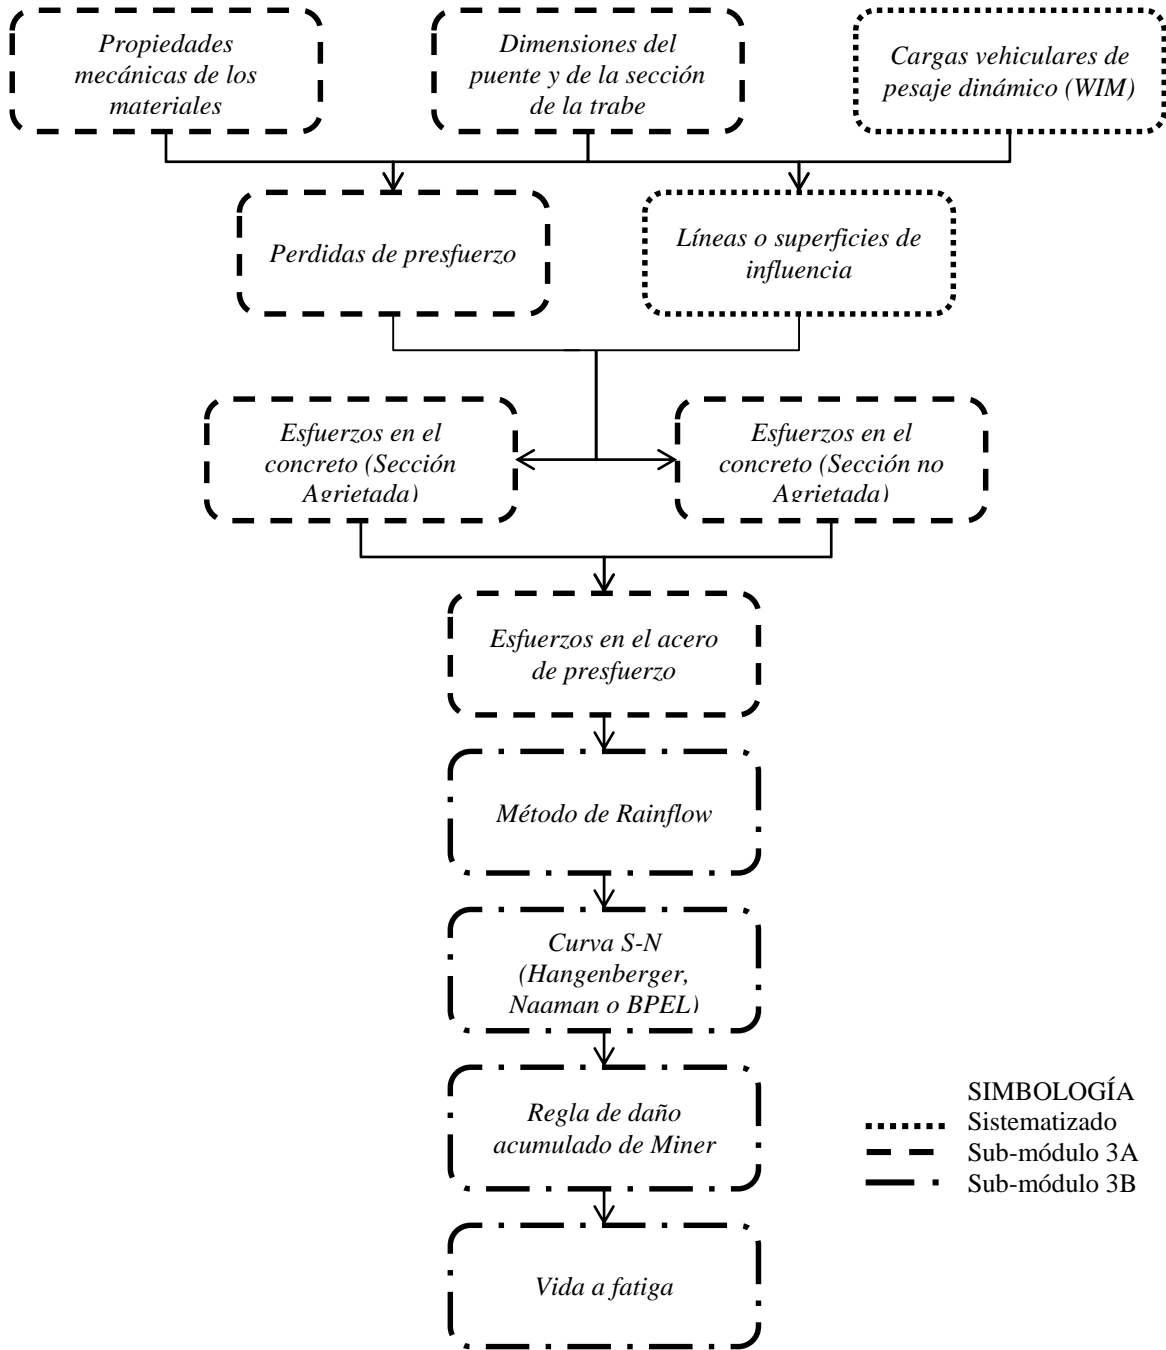 Propiedades
mecánicas de los
materiales
Dimensiones del
puente y de la sección
de la trabe
Cargas vehiculares de
pesaje dinámico (WIM)
Perdidas de presfuerzo
Líneas o superficies de
influencia
Esfuerzos en el
concreto (Sección
Agrietada)
Esfuerzos en el
concreto (Sección no
Agrietada)
Esfuerzos en el acero
de presfuerzo
Método de Rainflow
Curva S-N
(Hangenberger,
Naaman o BPEL)
Regla de daño
acumulado de Miner
Vida a fatiga
SIMBOLOGÍA
Sistematizado
Sub-módulo 3A
Sub-módulo 3B